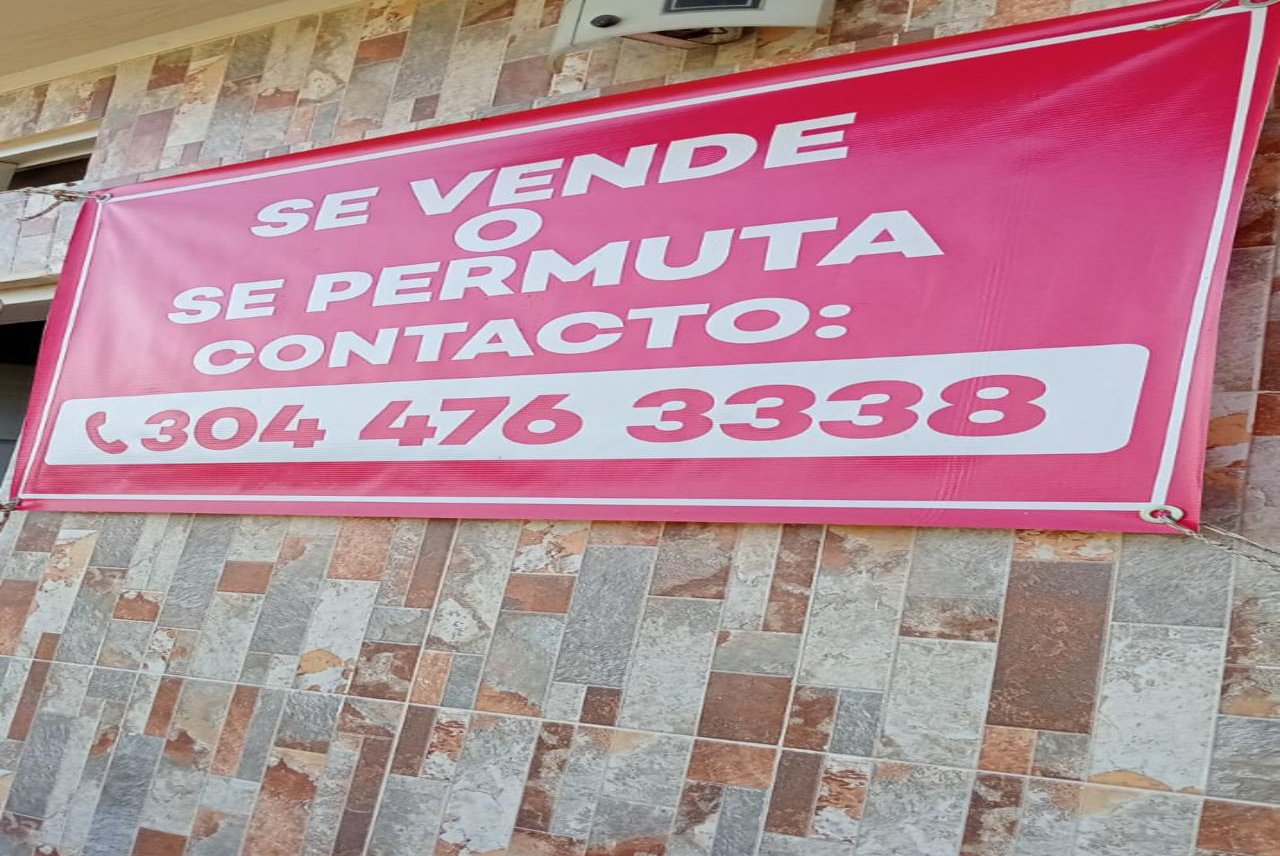 SE VENDE
O
SE PERMUTA
CONTACTO:
304 476 3338